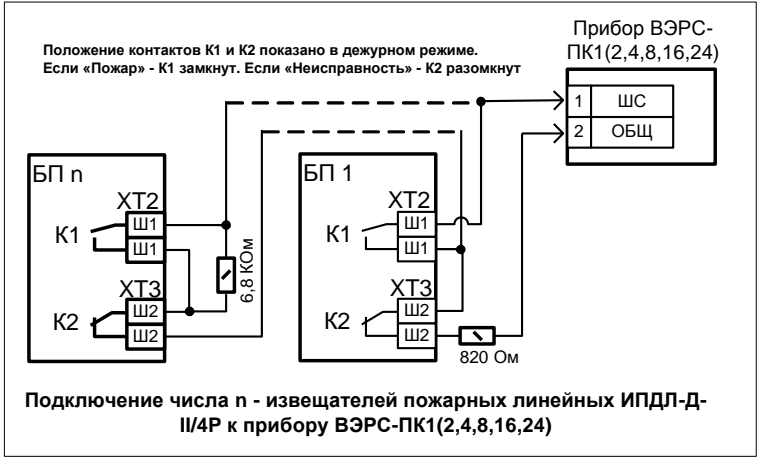 Положение контактов К1 и К2 показано в дежурном режиме.
Если «Пожар» - К1 замкнут. Если «Неисправность» - К2 разомкнут
Прибор ВЭРС-
ПК1(2,4,8,16,24)
1 ШС
2 ОБЩ
БП n
ХТ2
К1
Ш1
Ш1
6,8 КОм
ХТ3
К2
Ш2
Ш2
БП 1
ХТ2
К1
Ш1
Ш1
ХТ3
К2
Ш2
Ш2
820 Ом
Подключение числа n - извещателей пожарных линейных ИПДЛ-Д-
II/4Р к прибору ВЭРС-ПК1(2,4,8,16,24)